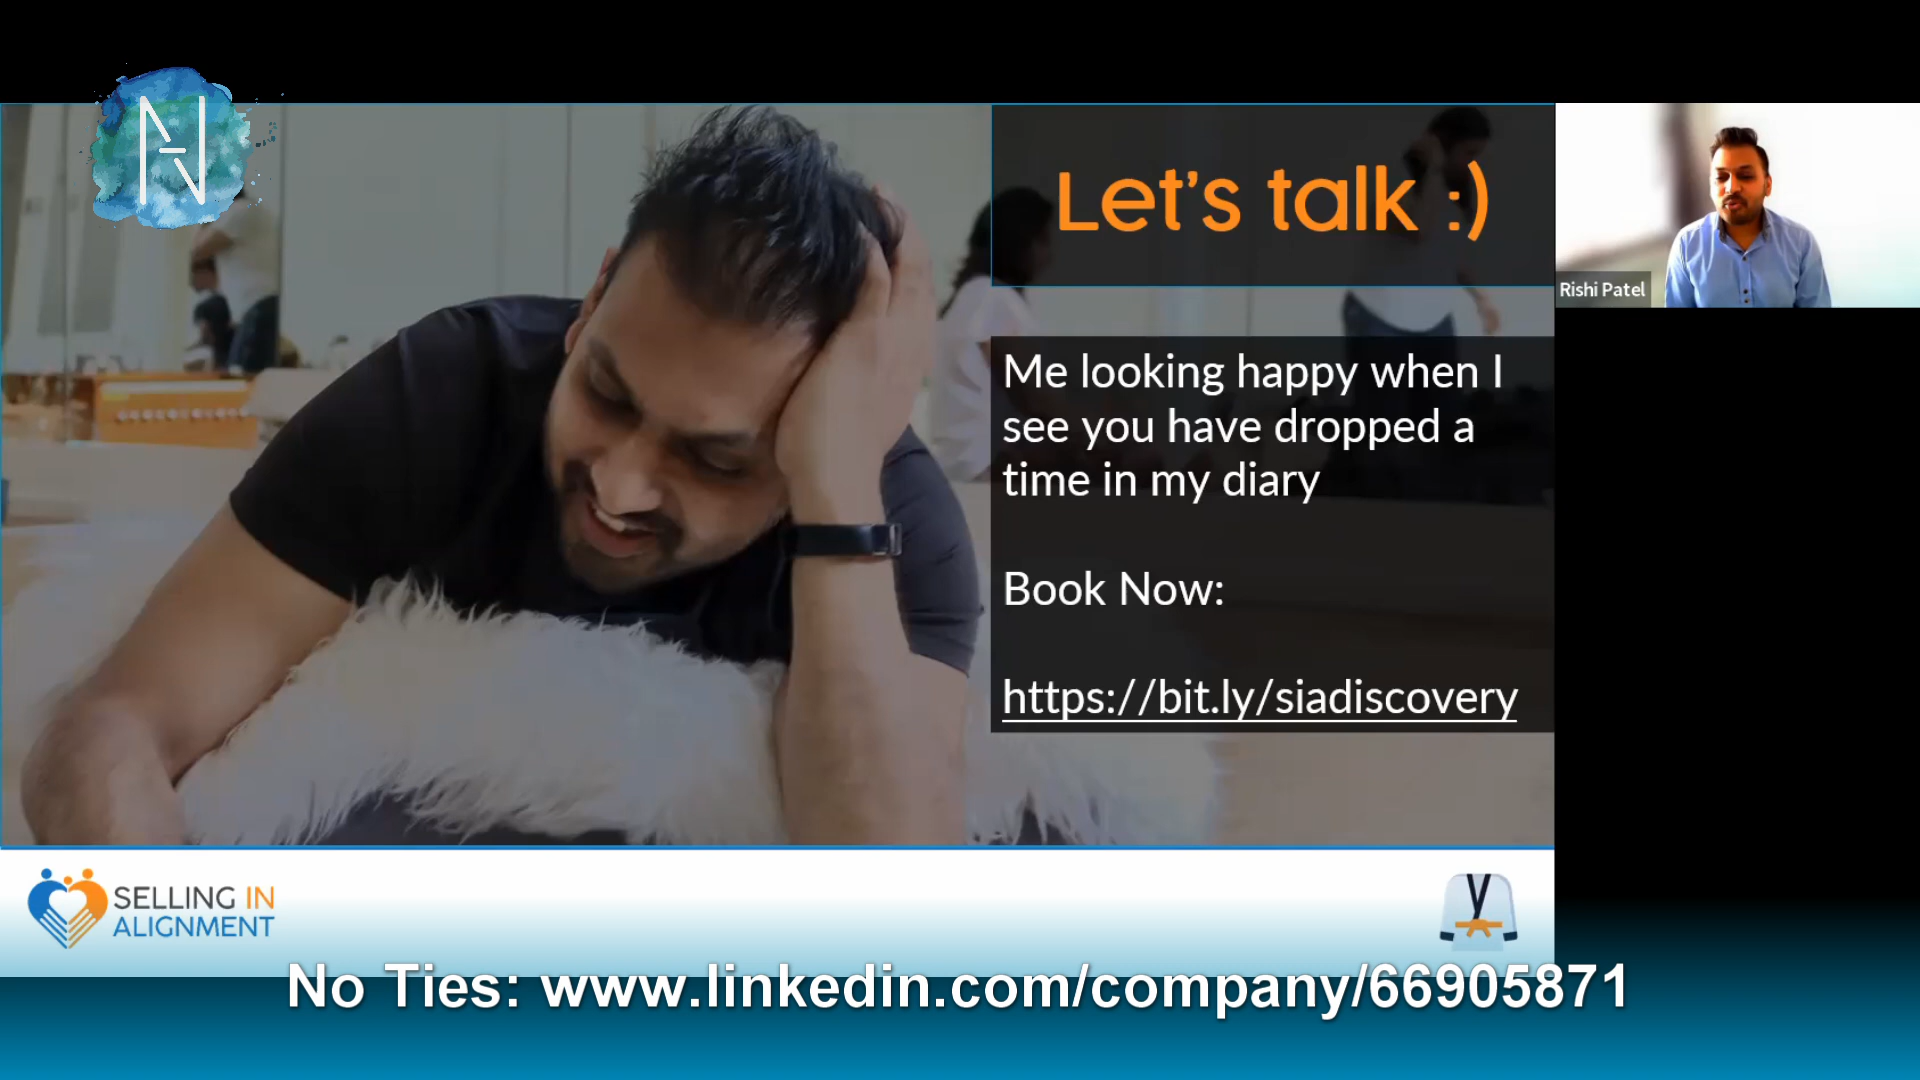 N
Let's talk :)
Rishi Patel
Me looking happy when I
see you have dropped a
time in my diary
Book Now:
https://bit.ly/siadiscovery
SELLING IN
ALIGNMENT
No Ties: www.linkedin.com/company/66905871